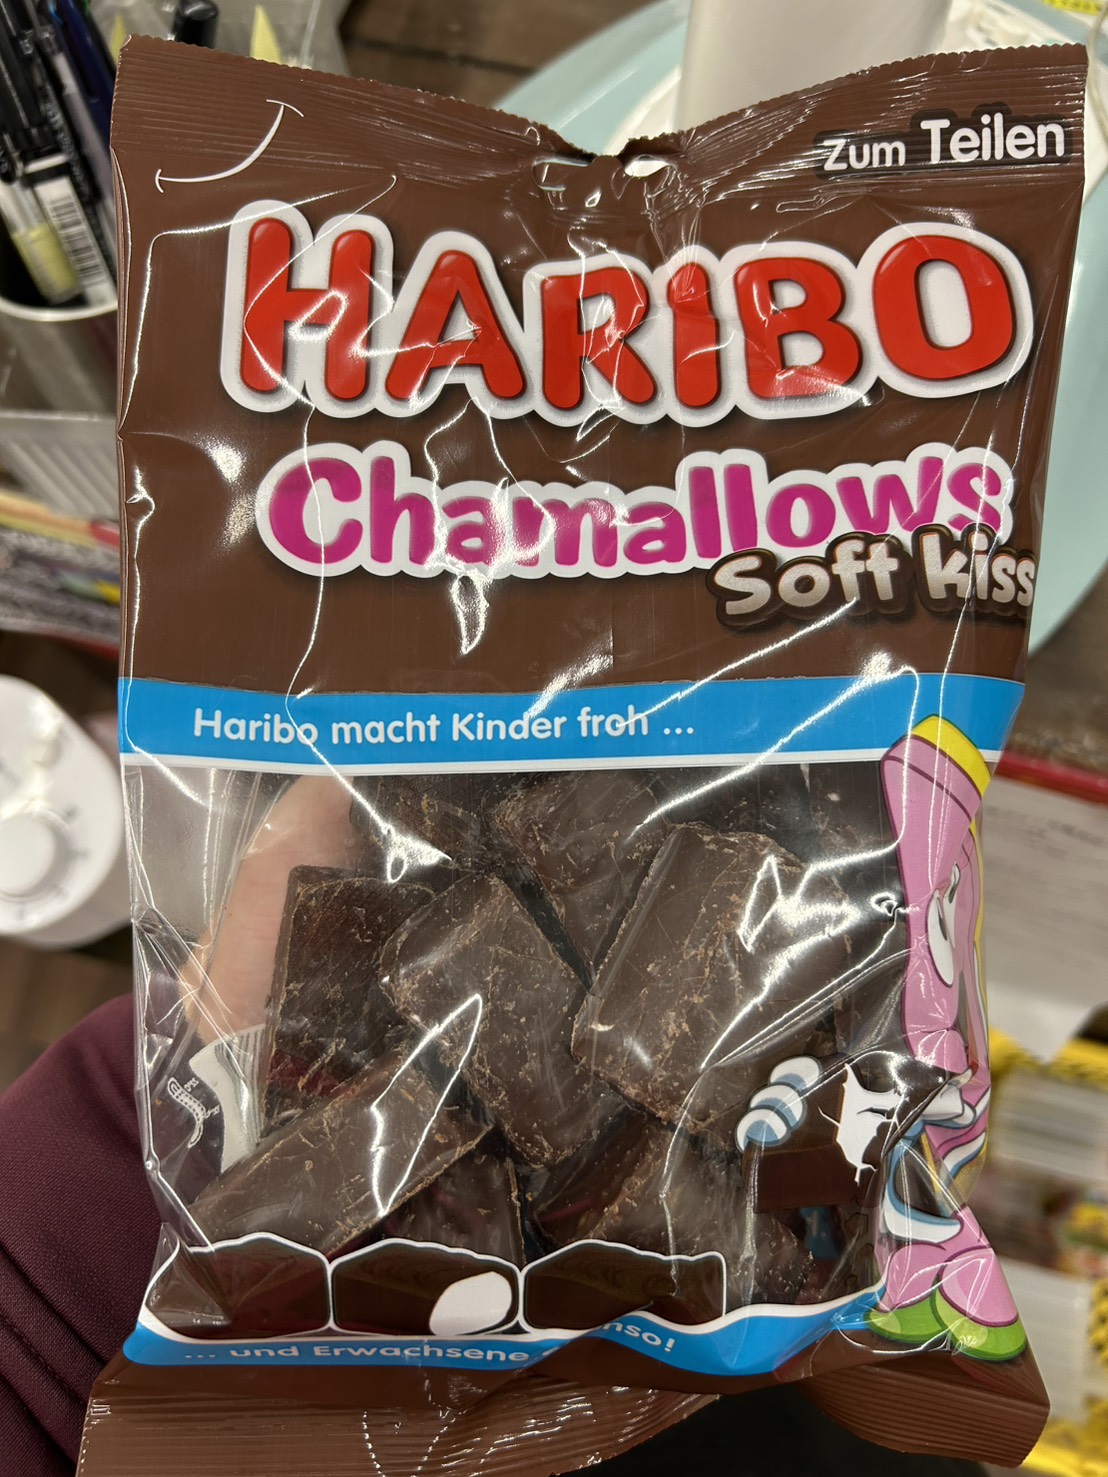 Zum Teilen
HARIBO
Chamallows
Soft Kiss
Haribo macht Kinder froh ...
... und Erwachsene